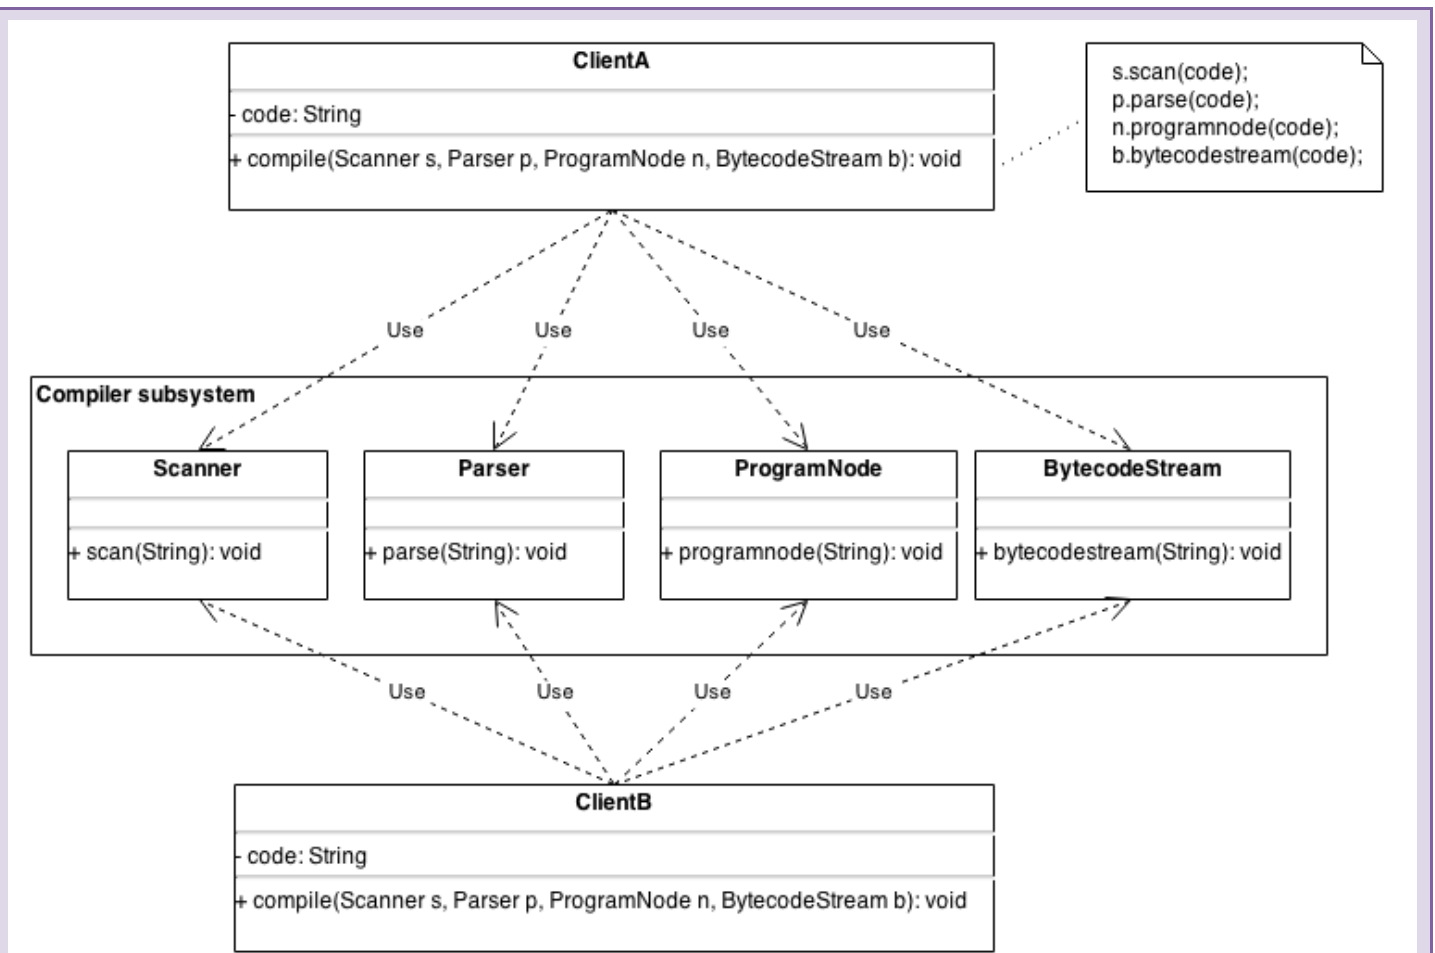 ClientA
- code: String
+ compile(Scanner s, Parser p, ProgramNode n, BytecodeStream b): void
s.scan(code);
p.parse(code);
n.programnode(code);
b.bytecodestream(code);
Use Use Use Use
Compiler subsystem
Scanner
+ scan(String): void
Parser
+ parse(String): void
ProgramNode
+ programnode(String): void
BytecodeStream
+ bytecodestream(String): void
Use Use Use Use
ClientB
- code: String
+ compile(Scanner s, Parser p, ProgramNode n, BytecodeStream b): void